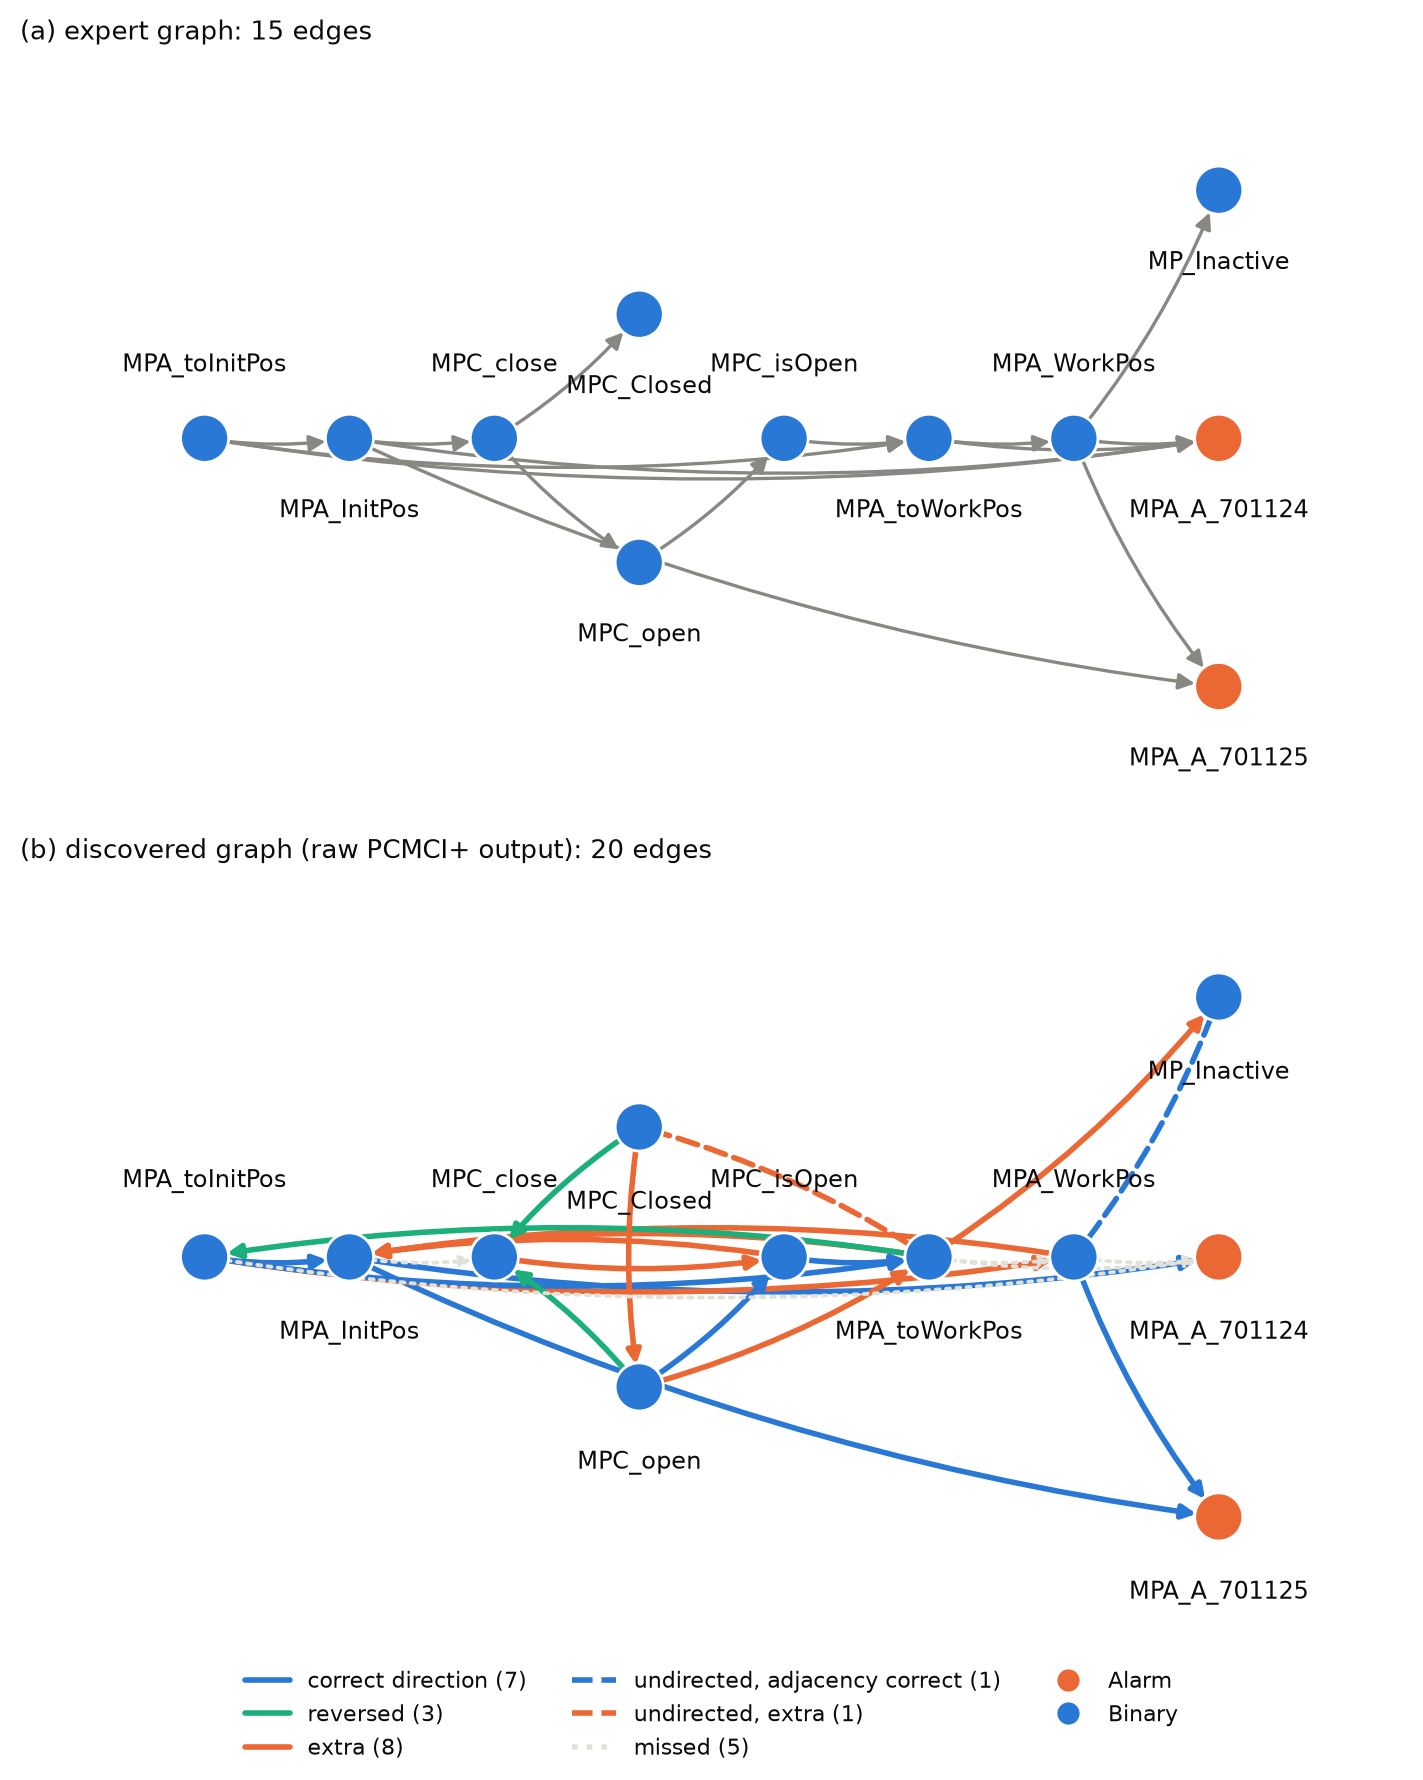 (a) expert graph: 15 edges
MP_Inactive
MPA_toInitPos
MPC_close
MPC_Closed
MPC_isOpen
MPA_WorkPos
MPA_InitPos
MPA_toWorkPos
MPA_A_701124
MPC_open
MPA_A_701125
(b) discovered graph (raw PCMCI+ output): 20 edges
MP_Inactive
MPA_toInitPos
MPC_close
MPC_Closed
MPC_isOpen
MPA_WorkPos
MPA_InitPos
MPA_toWorkPos
MPA_A_701124
MPC_open
MPA_A_701125
correct direction (7)
reversed (3)
extra (8)
undirected, adjacency correct (1)
undirected, extra (1)
missed (5)
Alarm
Binary